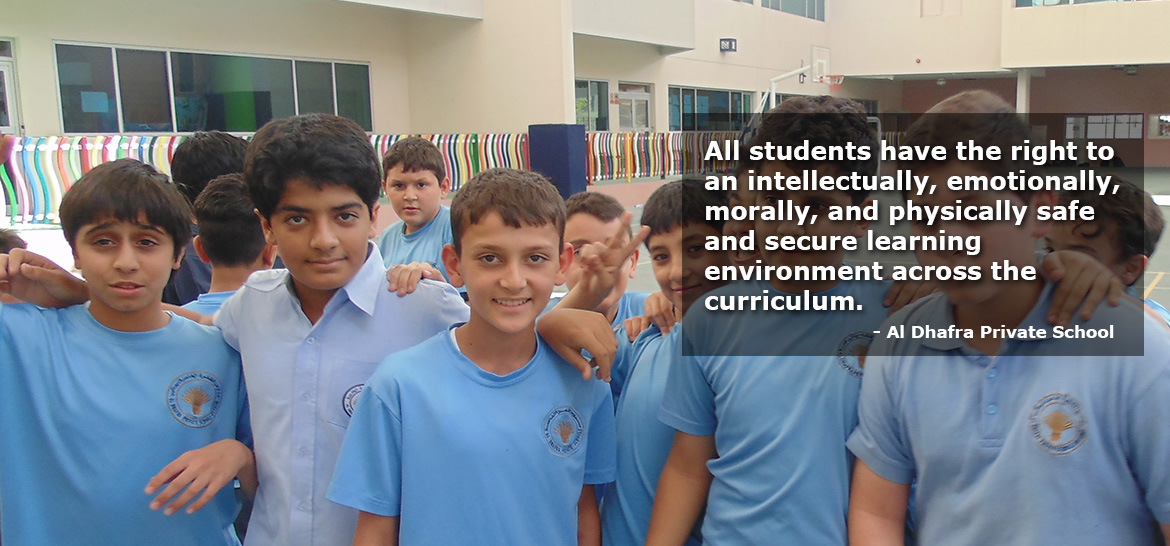 All students have the right to
an intellectually, emotionally,
morally, and physically safe
and secure learning
environment across the
curriculum.
- Al Dhafra Private School